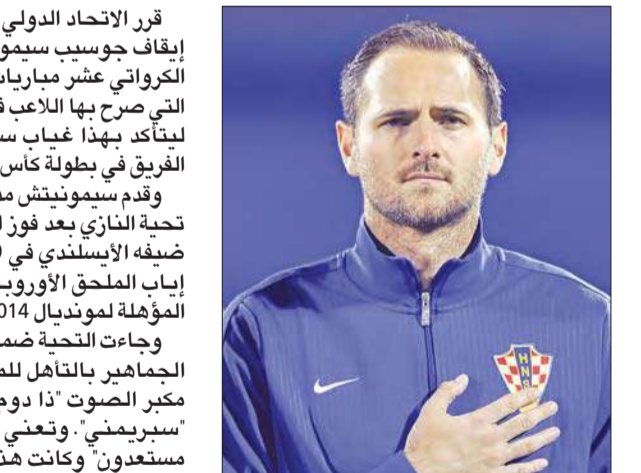 قرر الاتحاد الدولي
إيقاف جوسيب سيمو
الكرواتي عشر مباريات
التي صرح بها اللاعب
ليتأكد بهذا غياب
الفريق في بطولة كأس
وقدم سيمونيتش
تحية النازي بعد فوز
ضيفه الأيسلندي في
إياب الملحق الأوروب
المؤهلة لمونديال 2014
وجاءت التحية ضم
الجماهير بالتأهل للم
مكبر الصوت "ذا دوم
"سبريمني". وتعني
مستعدون" وكانت هذ
HNS